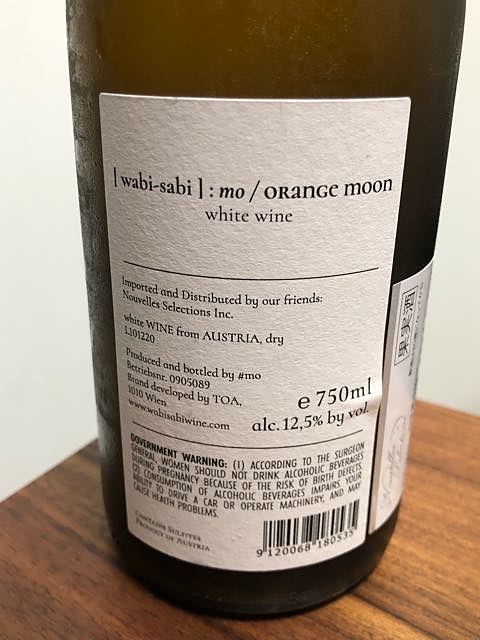 [ wabi-sabi ] : mo / ORANGE MOON
white wine
Imported and Distributed by our friends:
Nouvelles Selections Inc.
white WINE from AUSTRIA, dry
L101220
Produced and bottled by #mo
Betriebsnr. 0905089
Brand developed by TOA,
1010 Wien
www.wabisabiwine.com
e 750ml
alc. 12,5% by vol.
GOVERNMENT WARNING: (1) ACCORDING TO THE SURGEON
GENERAL, WOMEN SHOULD NOT DRINK ALCOHOLIC BEVERAGES
DURING PREGNANCY BECAUSE OF THE RISK OF BIRTH DEFECTS.
(2) CONSUMPTION OF ALCOHOLIC BEVERAGES IMPAIRS YOUR
ABILITY TO DRIVE A CAR OR OPERATE MACHINERY, AND MAY
CAUSE HEALTH PROBLEMS.
CONTAINS SULFITES
PRODUCT OF AUSTRIA
9 120068 180535
果実酒